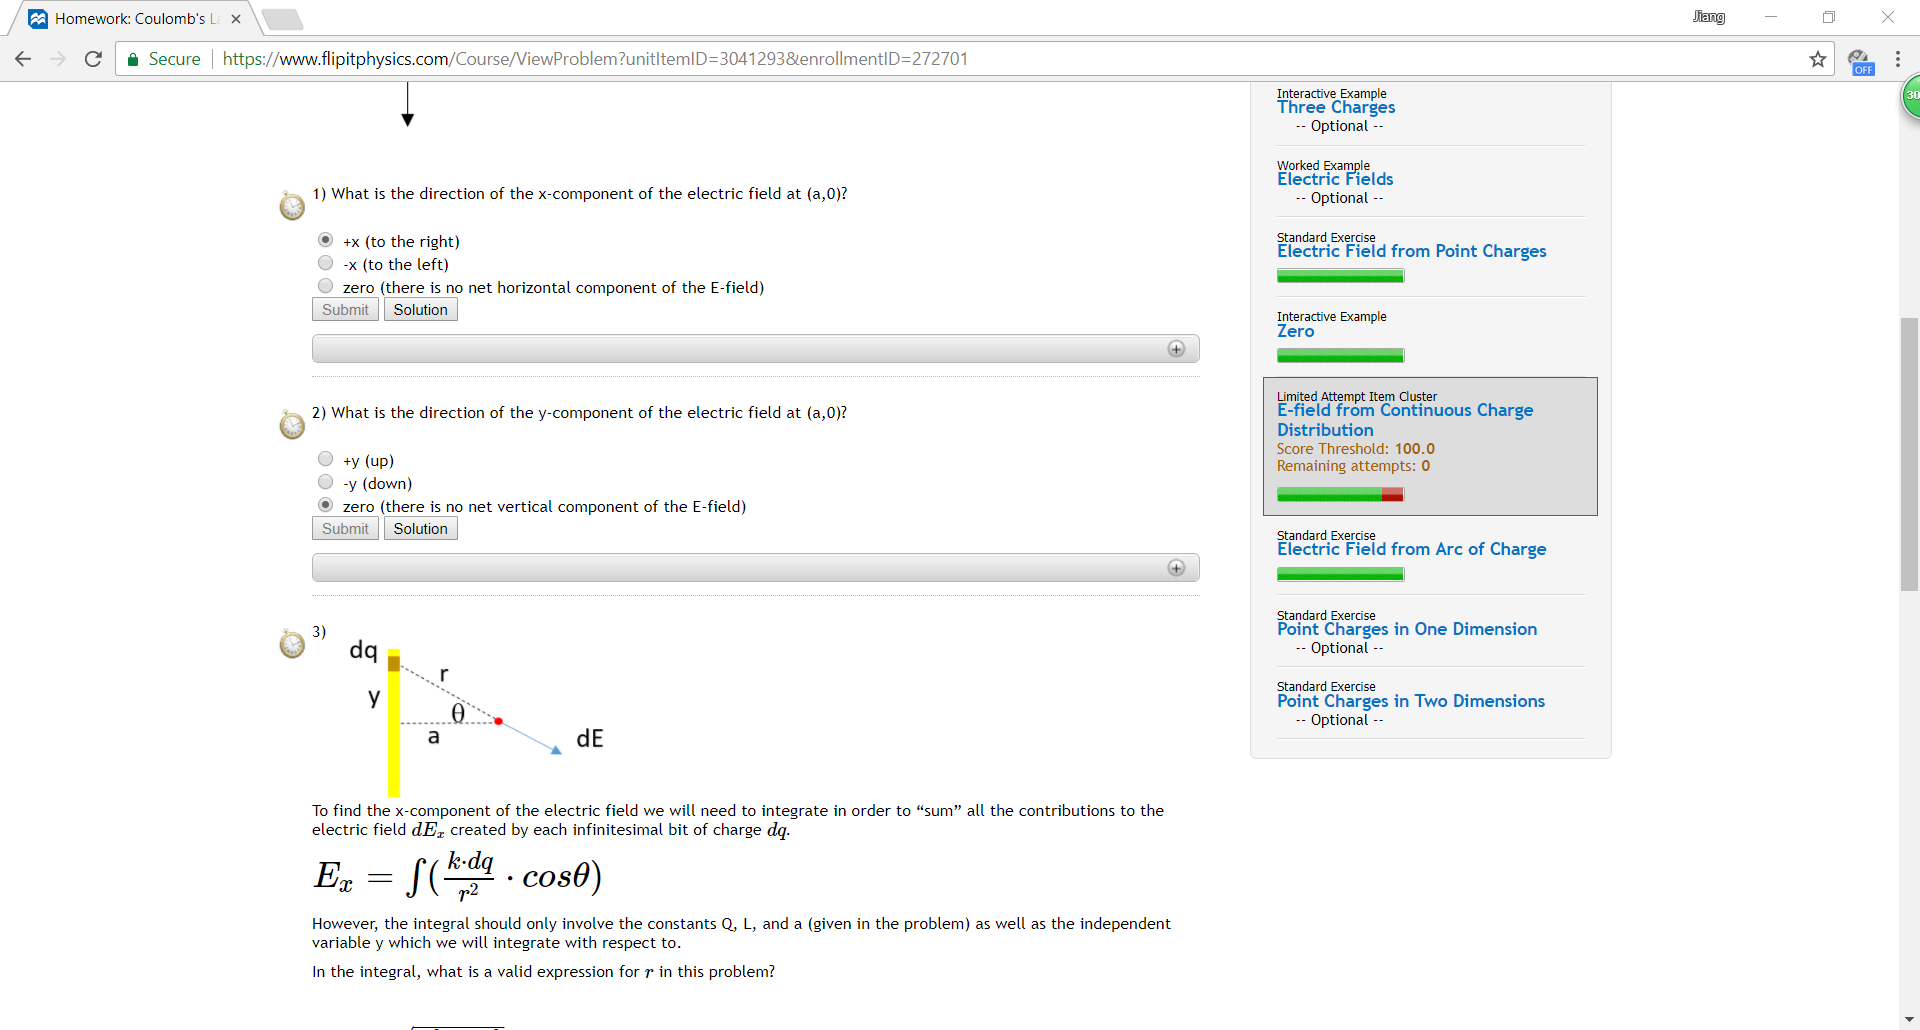 Homework: Coulomb's L
Jiang
Secure
https://www.flipitphysics.com/Course/ViewProblem?unitItemID=3041293&enrollmentID=272701
OFF
30
1) What is the direction of the x-component of the electric field at (a,0)?
+x (to the right)
-x (to the left)
zero (there is no net horizontal component of the E-field)
Submit Solution
2) What is the direction of the y-component of the electric field at (a,0)?
+y (up)
-y (down)
zero (there is no net vertical component of the E-field)
Submit Solution
3)
dq
r
y
θ
a
dE
To find the x-component of the electric field we will need to integrate in order to “sum” all the contributions to the
electric field dEₓ created by each infinitesimal bit of charge dq.
Eₓ = ∫(k·dq/r² · cosθ)
However, the integral should only involve the constants Q, L, and a (given in the problem) as well as the independent
variable y which we will integrate with respect to.
In the integral, what is a valid expression for r in this problem?
Interactive Example
Three Charges
-- Optional --
Worked Example
Electric Fields
-- Optional --
Standard Exercise
Electric Field from Point Charges
Interactive Example
Zero
Limited Attempt Item Cluster
E-field from Continuous Charge
Distribution
Score Threshold: 100.0
Remaining attempts: 0
Standard Exercise
Electric Field from Arc of Charge
Standard Exercise
Point Charges in One Dimension
-- Optional --
Standard Exercise
Point Charges in Two Dimensions
-- Optional --